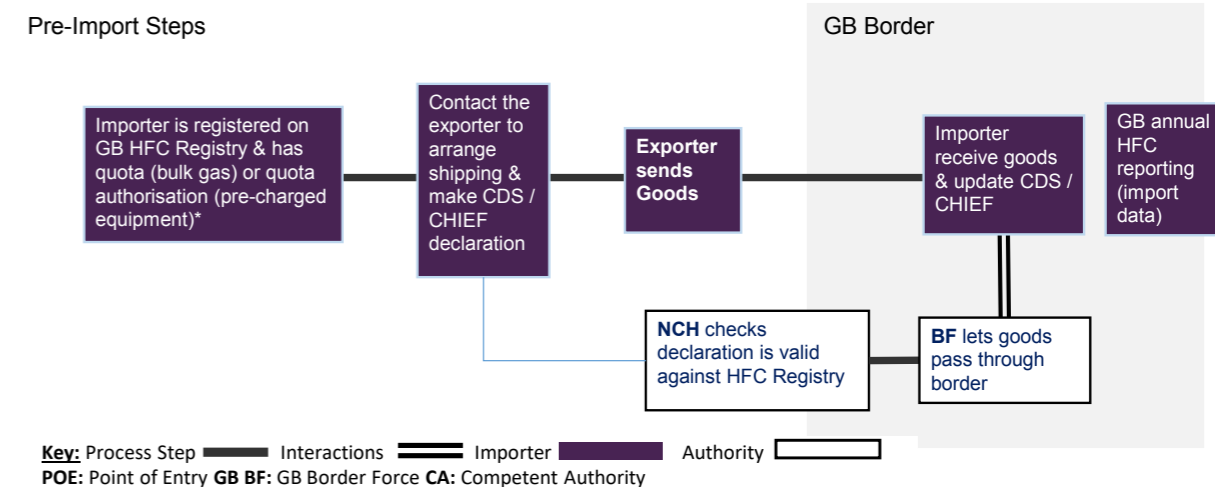 Pre-Import Steps
GB Border
Importer is registered on
GB HFC Registry & has
quota (bulk gas) or quota
authorisation (pre-charged
equipment)*
Contact the
exporter to
arrange
shipping &
make CDS /
CHIEF
declaration
Exporter
sends
Goods
Importer
receive goods
& update CDS /
CHIEF
GB annual
HFC
reporting
(import
data)
NCH checks
declaration is valid
against HFC Registry
BF lets goods
pass through
border
Key: Process Step Interactions Importer Authority
POE: Point of Entry GB BF: GB Border Force CA: Competent Authority